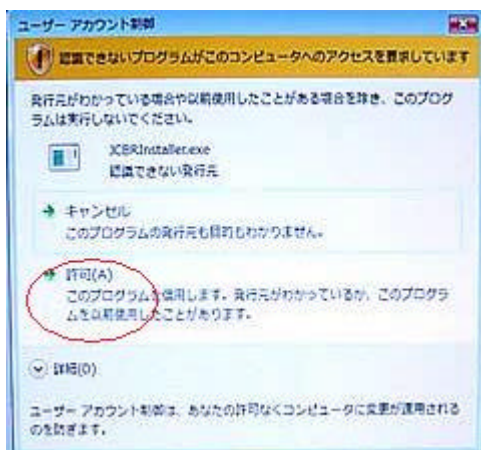 ユーザー アカウント制御
認識できないプログラムがこのコンピュータへのアクセスを要求しています
発行元がわかっている場合や以前使用したことがある場合を除き、このプログ
ラムは実行しないでください。
JCERInstaller.exe
認識できない発行元
キャンセル
このプログラムの発行元も目的もわかりません。
許可(A)
このプログラムを信用します。発行元がわかっているか、このプログラ
ムを以前使用したことがあります。
詳細(D)
ユーザー アカウント制御は、あなたの許可なくコンピュータに変更が適用される
のを防ぎます。